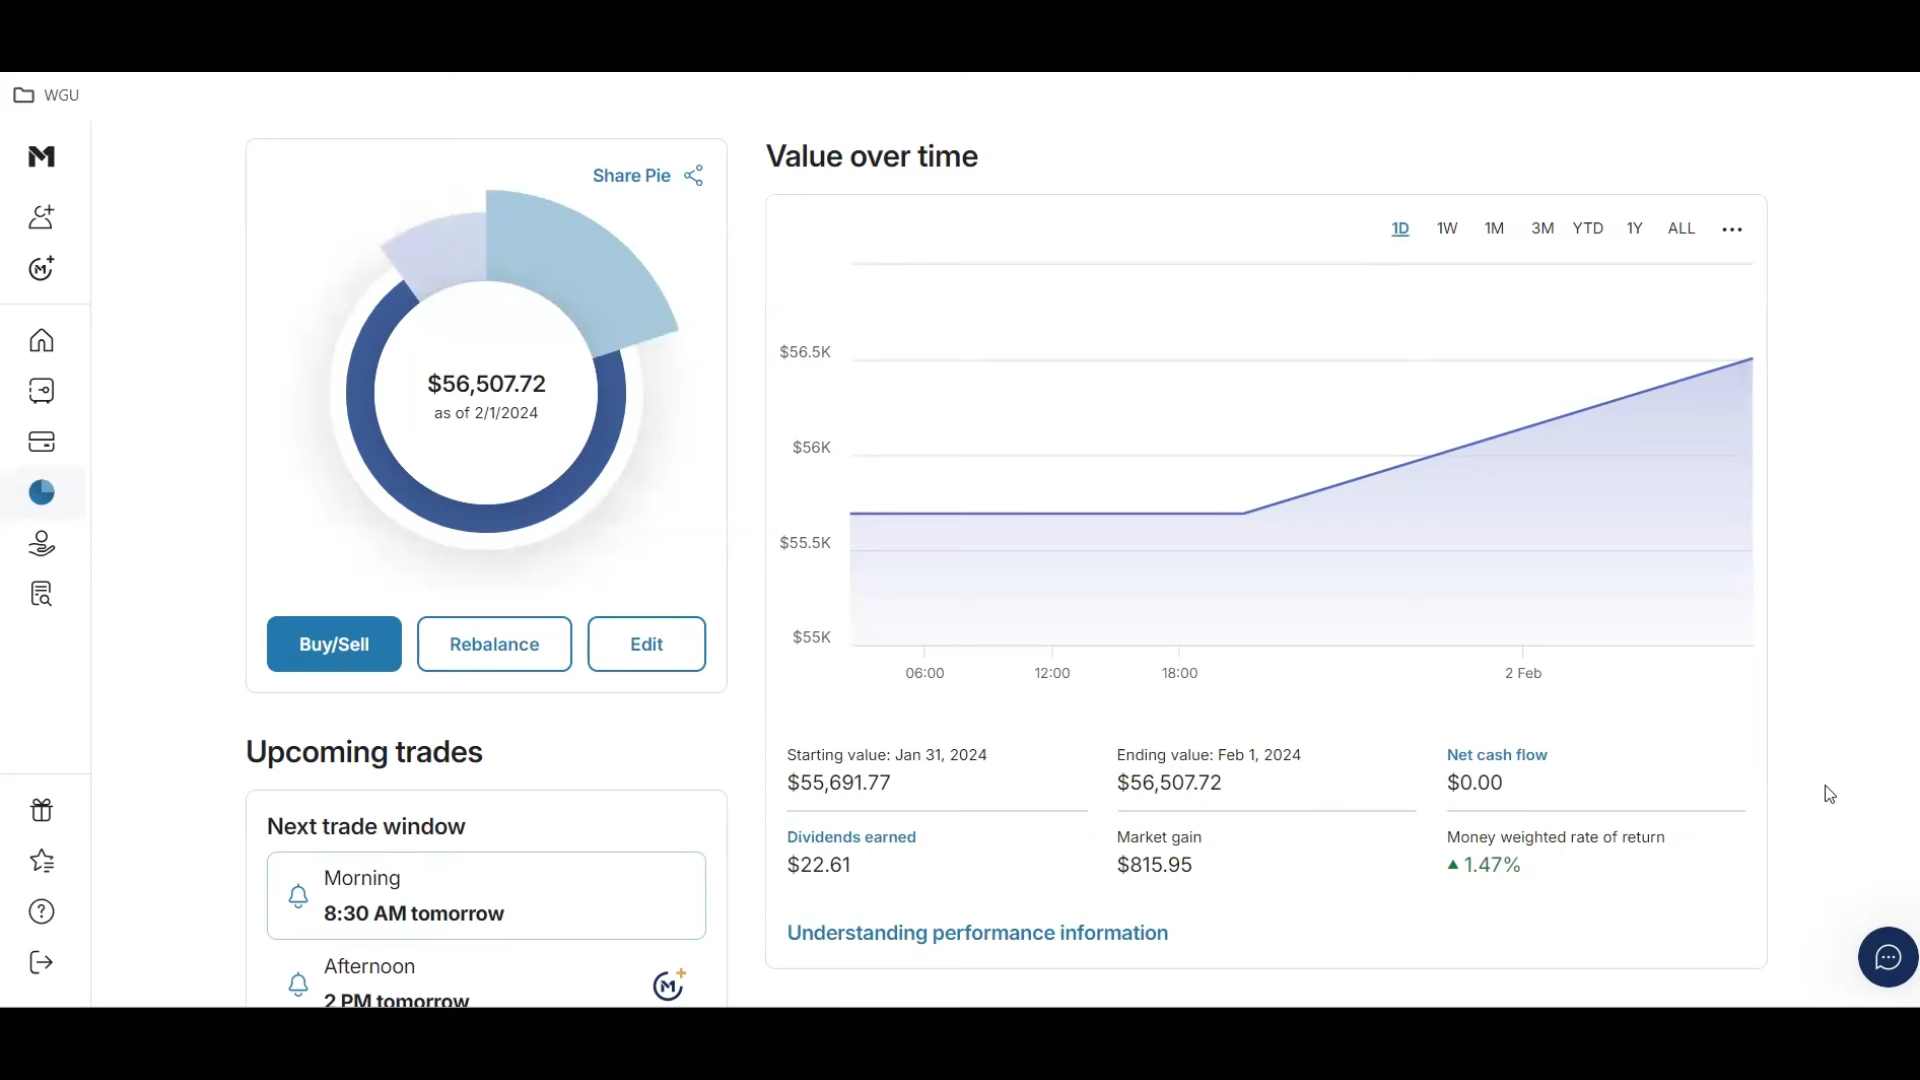 WGU
Share Pie
$56,507.72
as of 2/1/2024
Buy/Sell
Rebalance
Edit
Upcoming trades
Next trade window
Morning
8:30 AM tomorrow
Afternoon
2 PM tomorrow
Value over time
1D 1W 1M 3M YTD 1Y ALL
$56.5K
$56K
$55.5K
$55K
06:00 12:00 18:00 2 Feb
Starting value: Jan 31, 2024
$55,691.77
Ending value: Feb 1, 2024
$56,507.72
Net cash flow
$0.00
Dividends earned
$22.61
Market gain
$815.95
Money weighted rate of return
1.47%
Understanding performance information